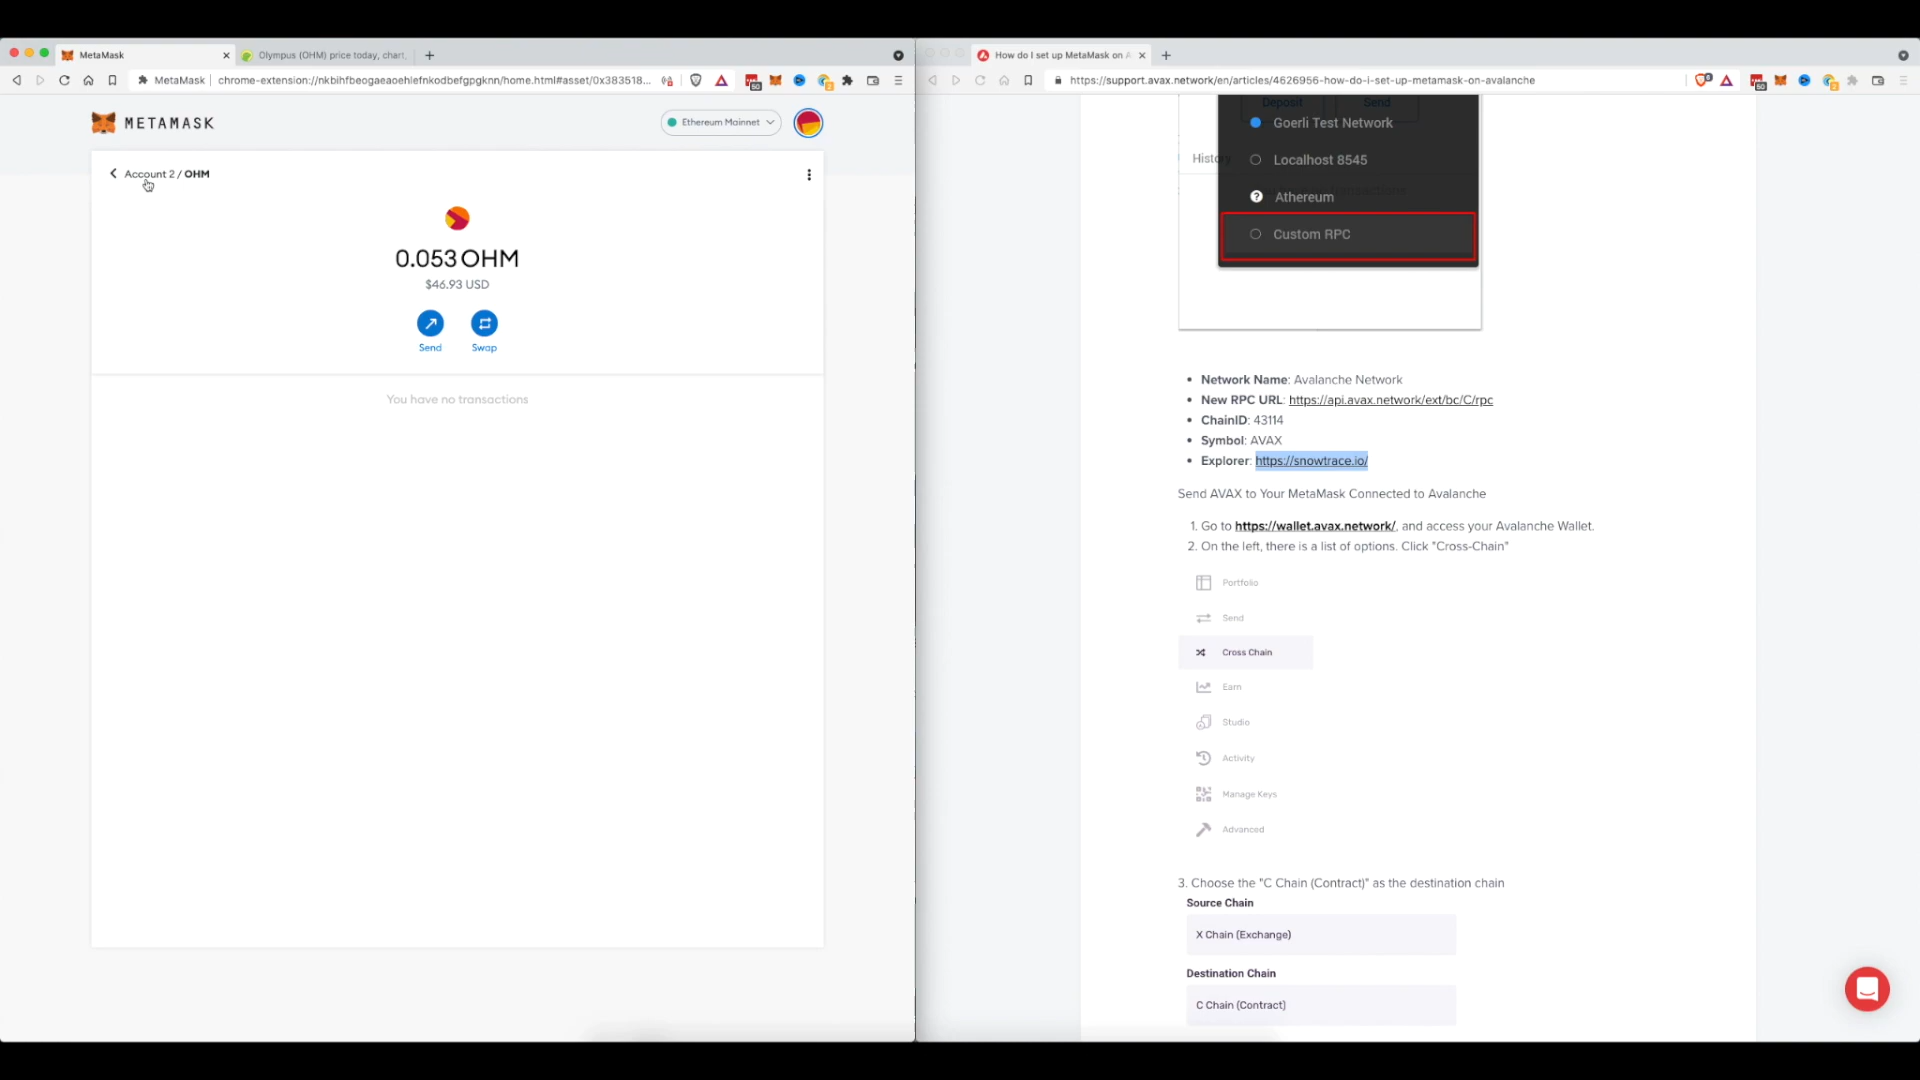 MetaMask
Olympus (OHM) price today, chart,
MetaMask
chrome-extension://nkbihfbeogaeaoehlefnkodbefgpgknn/home.html#asset/0x383518...
METAMASK
Ethereum Mainnet
Account 2 / OHM
0.053 OHM
$46.93 USD
Send
Swap
You have no transactions
How do I set up MetaMask on A
https://support.avax.network/en/articles/4626956-how-do-i-set-up-metamask-on-avalanche
Deposit
Send
Goerli Test Network
History
Localhost 8545
Athereum
Custom RPC
• Network Name: Avalanche Network
• New RPC URL: https://api.avax.network/ext/bc/C/rpc
• ChainID: 43114
• Symbol: AVAX
• Explorer: https://snowtrace.io/
Send AVAX to Your MetaMask Connected to Avalanche
1. Go to https://wallet.avax.network/, and access your Avalanche Wallet.
2. On the left, there is a list of options. Click "Cross-Chain"
Portfolio
Send
Cross Chain
Earn
Studio
Activity
Manage Keys
Advanced
3. Choose the "C Chain (Contract)" as the destination chain
Source Chain
X Chain (Exchange)
Destination Chain
C Chain (Contract)